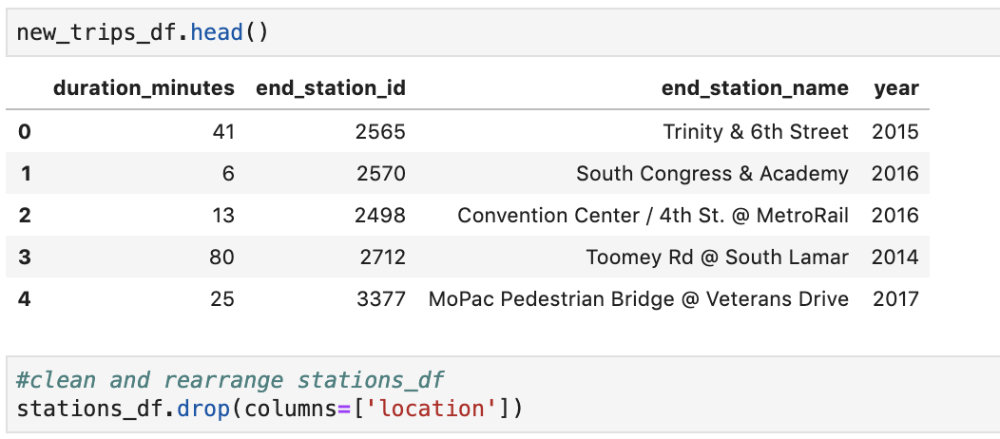 new_trips_df.head()
duration_minutes end_station_id end_station_name year
0 41 2565 Trinity & 6th Street 2015
1 6 2570 South Congress & Academy 2016
2 13 2498 Convention Center / 4th St. @ MetroRail 2016
3 80 2712 Toomey Rd @ South Lamar 2014
4 25 3377 MoPac Pedestrian Bridge @ Veterans Drive 2017
#clean and rearrange stations_df
stations_df.drop(columns=['location'])